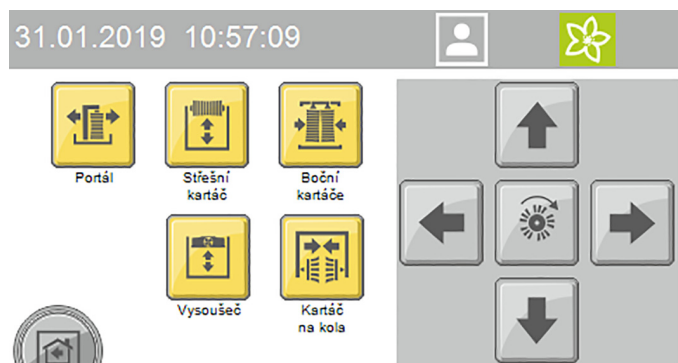 31.01.2019 10:57:09
Portál
Střešní
kartáč
Boční
kartáče
Vysoušeč
Kartáč
na kola